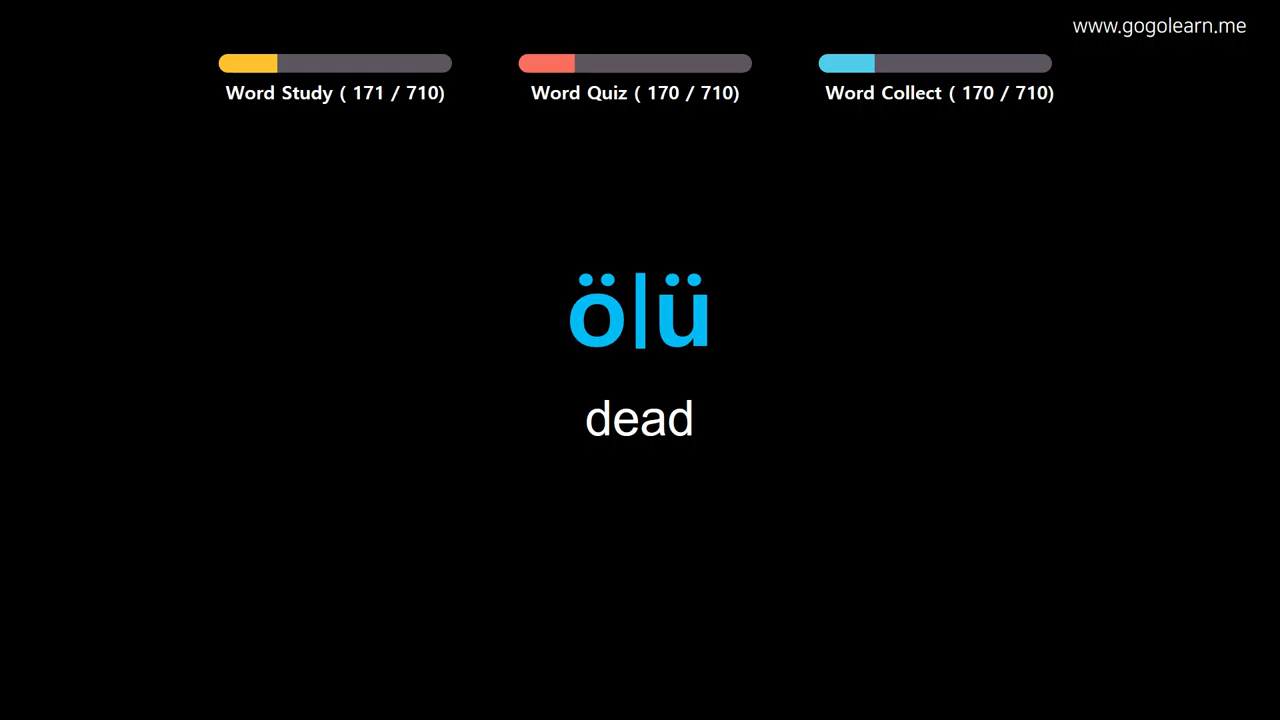 www.gogolearn.me
Word Study ( 171 / 710)
Word Quiz ( 170 / 710)
Word Collect ( 170 / 710)
ölü
dead